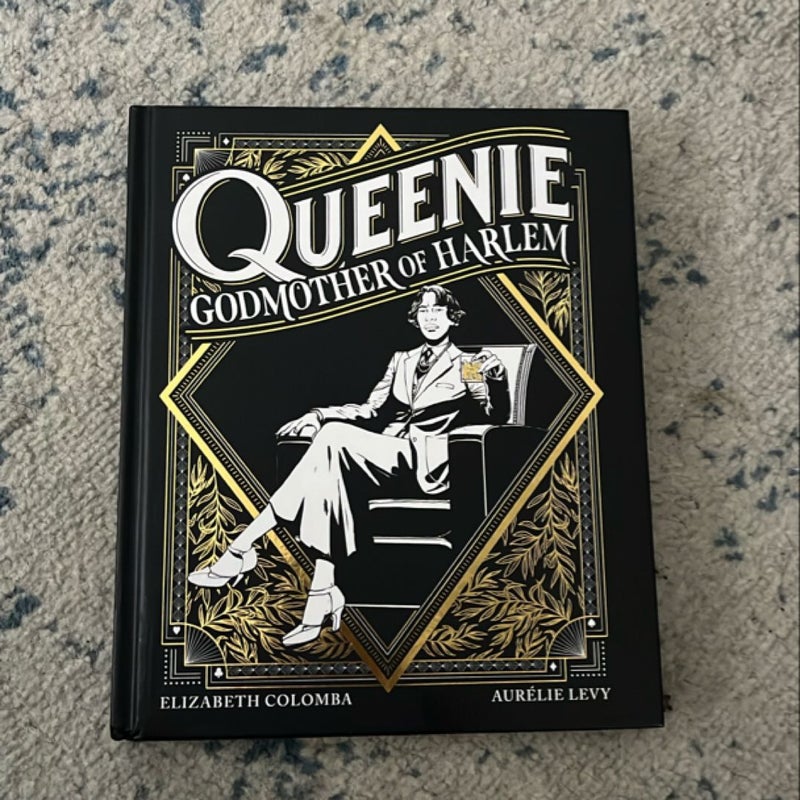 QUEENIE
GODMOTHER OF HARLEM
ELIZABETH COLOMBA
AURÉLIE LEVY